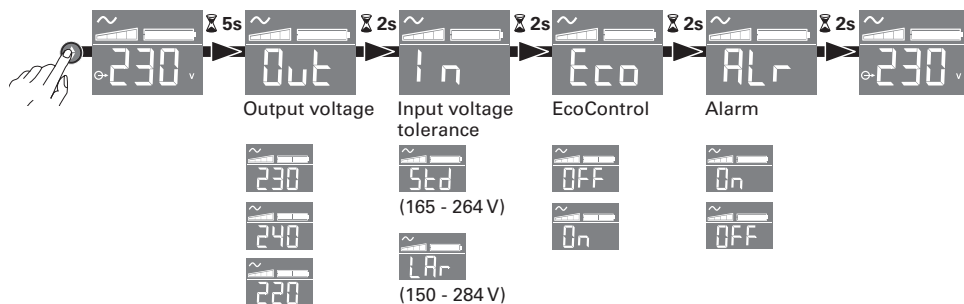 5s 2s 2s 2s 2s
230 v Out In Eco ALr 230 v
Output voltage Input voltage tolerance EcoControl Alarm
230 Std OFF On
(165 - 264 V)
240 On OFF
LAr
220 (150 - 284 V)